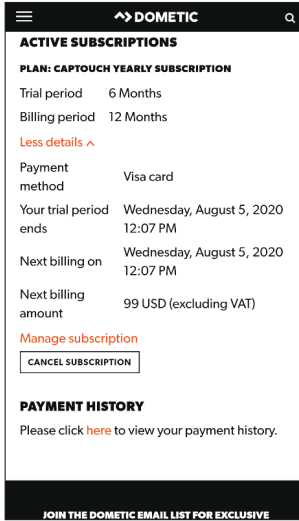 DOMETIC
ACTIVE SUBSCRIPTIONS
PLAN: CAPTOUCH YEARLY SUBSCRIPTION
Trial period 6 Months
Billing period 12 Months
Less details
Payment
method
Visa card
Your trial period
ends
Wednesday, August 5, 2020
12:07 PM
Next billing on
Wednesday, August 5, 2020
12:07 PM
Next billing
amount
99 USD (excluding VAT)
Manage subscription
CANCEL SUBSCRIPTION
PAYMENT HISTORY
Please click here to view your payment history.
JOIN THE DOMETIC EMAIL LIST FOR EXCLUSIVE